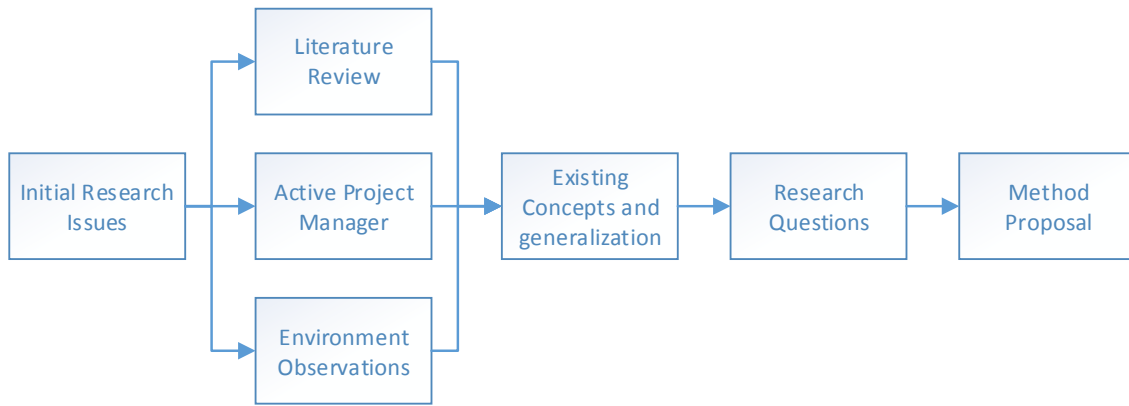 Initial Research
Issues
Literature
Review
Active Project
Manager
Environment
Observations
Existing
Concepts and
generalization
Research
Questions
Method
Proposal